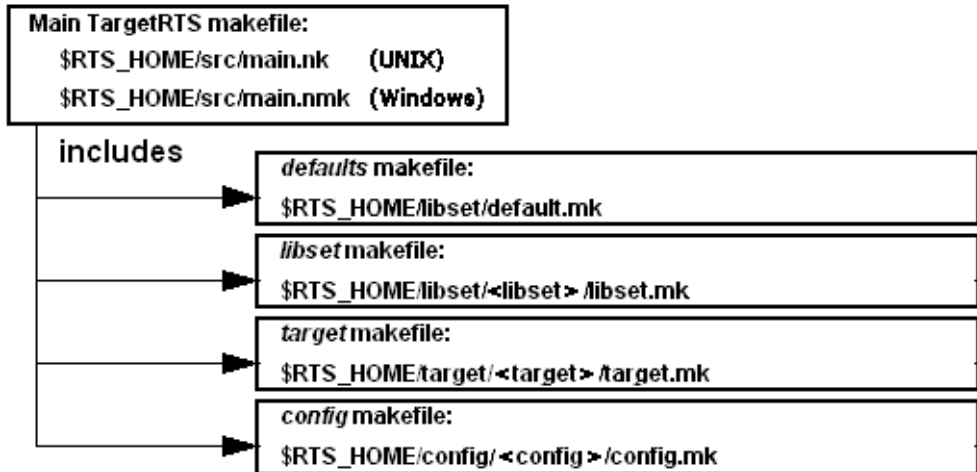 Main TargetRTS makefile:
$RTS_HOME/src/main.nk (UNIX)
$RTS_HOME/src/main.nmk (Windows)
includes
defaults makefile:
$RTS_HOME/libset/default.mk
libset makefile:
$RTS_HOME/libset/<libset>/libset.mk
target makefile:
$RTS_HOME/target/<target>/target.mk
config makefile:
$RTS_HOME/config/<config>/config.mk